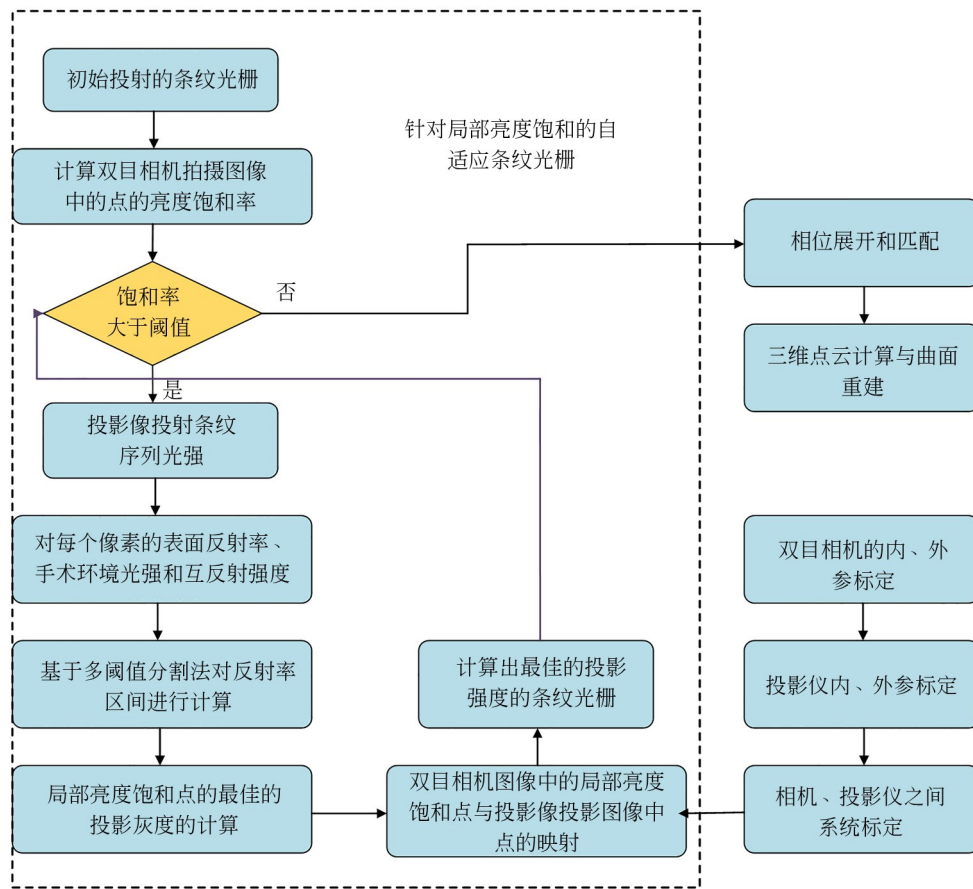 初始投射的条纹光栅
针对局部亮度饱和的自
适应条纹光栅
计算双目相机拍摄图像
中的点的亮度饱和率
饱和率
大于阈值
否
是
投影像投射条纹
序列光强
对每个像素的表面反射率、
手术环境光强和互反射强度
基于多阈值分割法对反射率
区间进行计算
局部亮度饱和点的最佳的
投影灰度的计算
计算出最佳的投影
强度的条纹光栅
双目相机图像中的局部亮度
饱和点与投影像投影图像中
点的映射
相位展开和匹配
三维点云计算与曲面
重建
双目相机的内、外
参标定
投影仪内、外参标定
相机、投影仪之间
系统标定